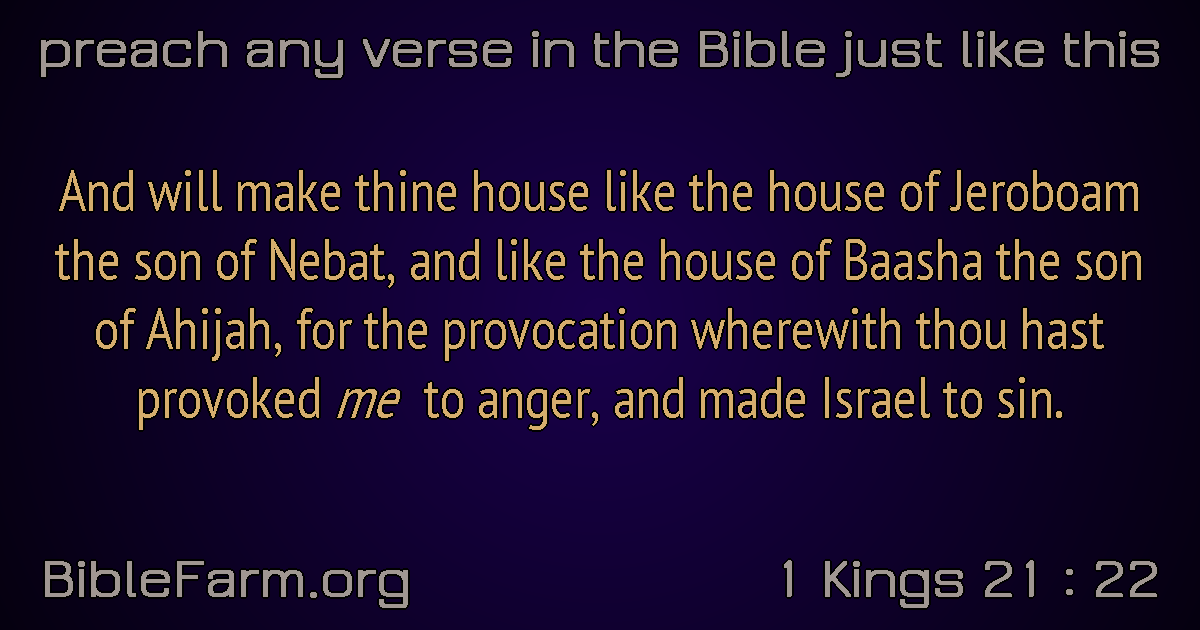 preach any verse in the Bible just like this
And will make thine house like the house of Jeroboam
the son of Nebat, and like the house of Baasha the son
of Ahijah, for the provocation wherewith thou hast
provoked me to anger, and made Israel to sin.
BibleFarm.org
1 Kings 21 : 22